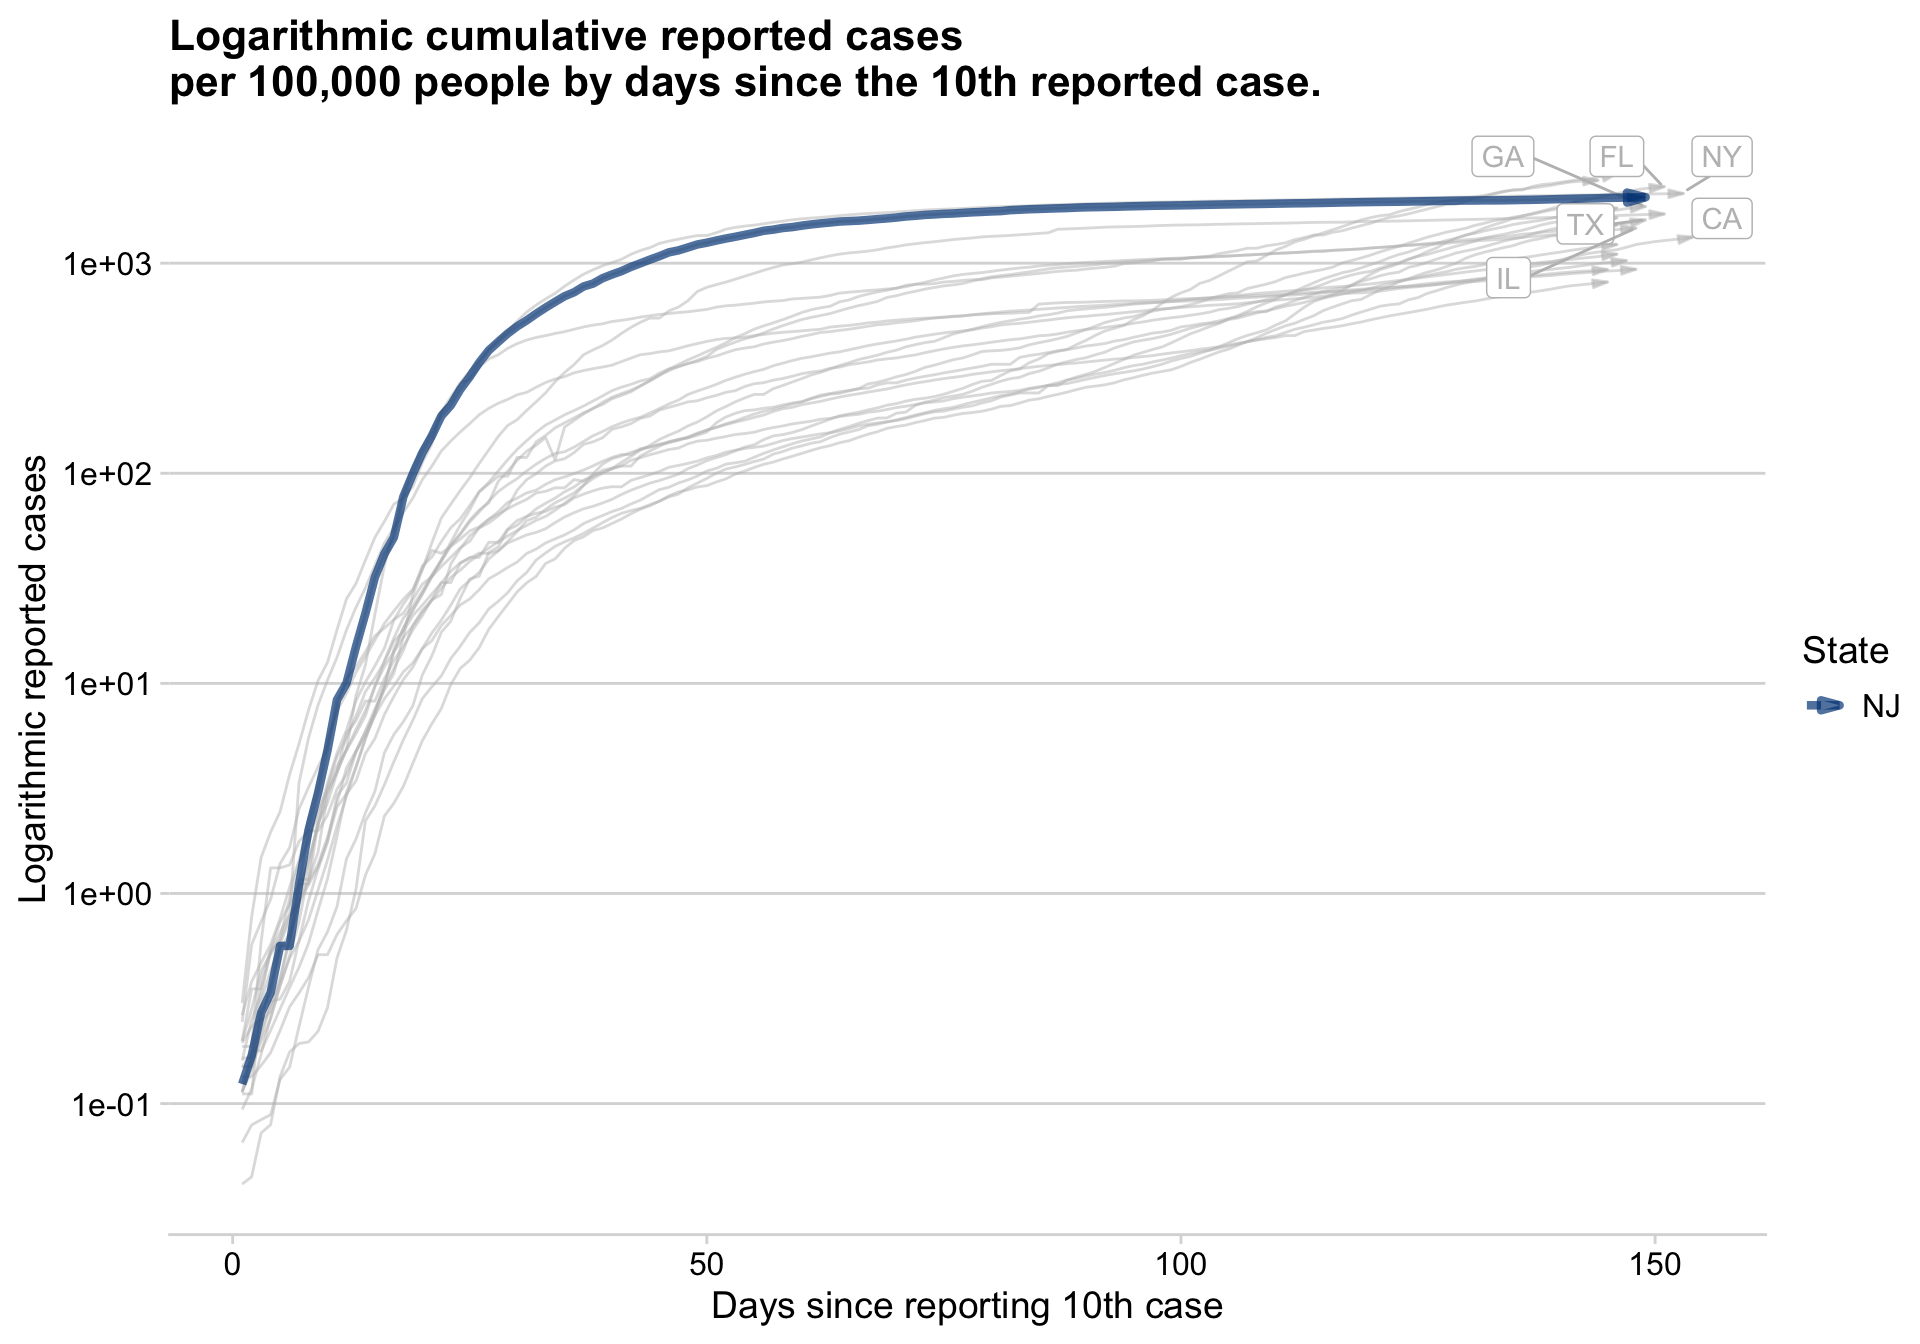 Logarithmic cumulative reported cases
per 100,000 people by days since the 10th reported case.
GA
FL
NY
TX
CA
IL
Logarithmic reported cases
1e+03
1e+02
1e+01
1e+00
1e-01
0
50
100
150
Days since reporting 10th case
State
NJ